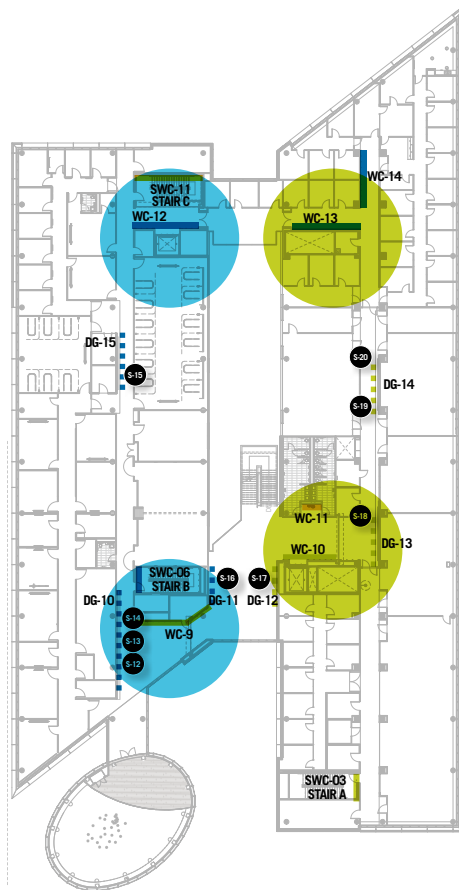 SWC-11
STAIR C
WC-14
WC-12
WC-13
DG-15
S-15
S-20
DG-14
S-19
WC-11
S-18
WC-10
DG-13
SWC-06
STAIR B
S-16
S-17
DG-10
DG-11
DG-12
S-14
WC-9
S-13
S-12
SWC-03
STAIR A